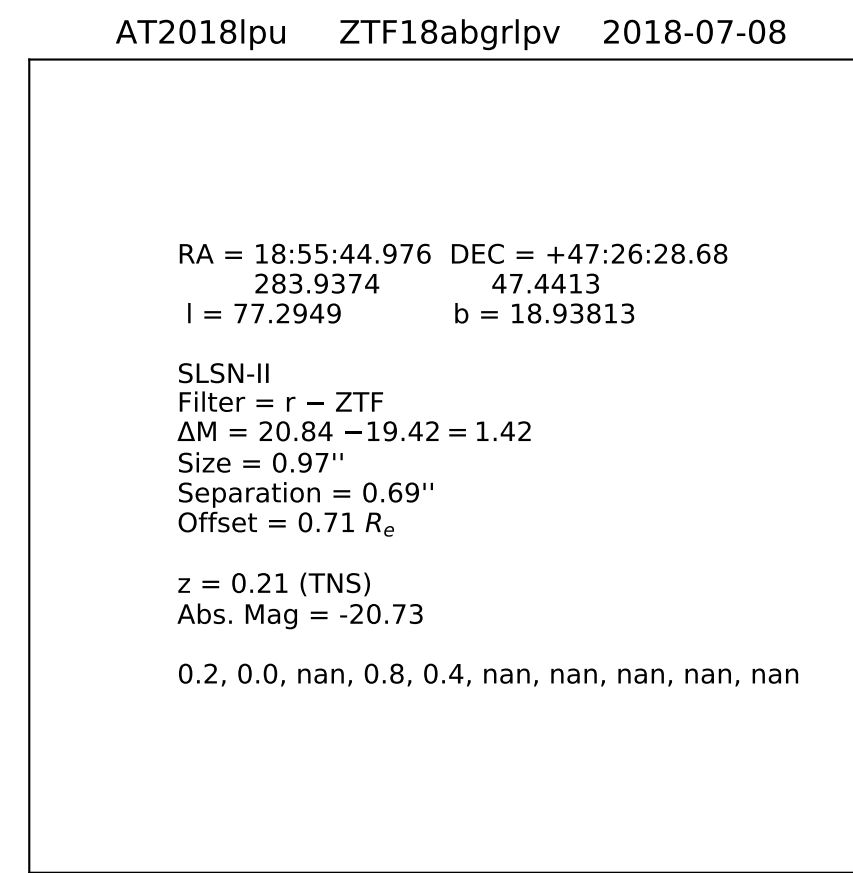 AT2018lpu ZTF18abgrlpv 2018-07-08
RA = 18:55:44.976 DEC = +47:26:28.68
283.9374 47.4413
l = 77.2949 b = 18.93813
SLSN-II
Filter = r − ZTF
ΔM = 20.84 −19.42 = 1.42
Size = 0.97''
Separation = 0.69''
Offset = 0.71 Re
z = 0.21 (TNS)
Abs. Mag = -20.73
0.2, 0.0, nan, 0.8, 0.4, nan, nan, nan, nan, nan